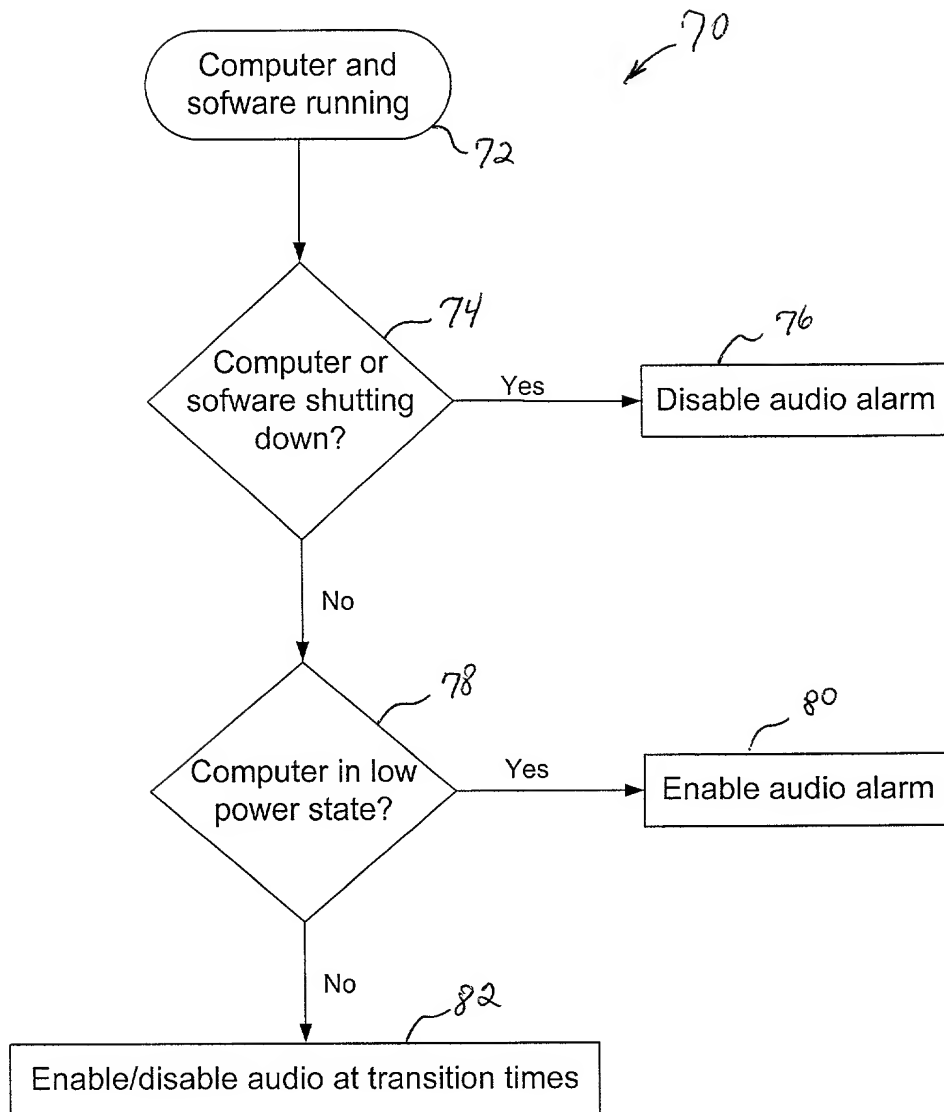 70
Computer and
sofware running
72
74
Computer or
sofware shutting
down?
Yes
76
Disable audio alarm
No
78
Computer in low
power state?
Yes
80
Enable audio alarm
No
82
Enable/disable audio at transition times